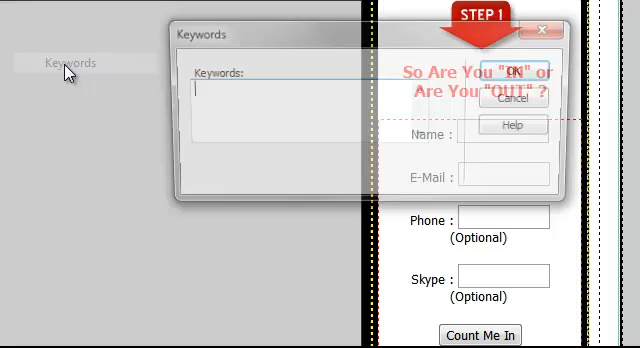 STEP 1
Keywords
So Are You "IN" or
Are You "OUT" ?
Keywords
Keywords:
OK
Cancel
Help
Name :
E-Mail :
Phone :
(Optional)
Skype :
(Optional)
Count Me In